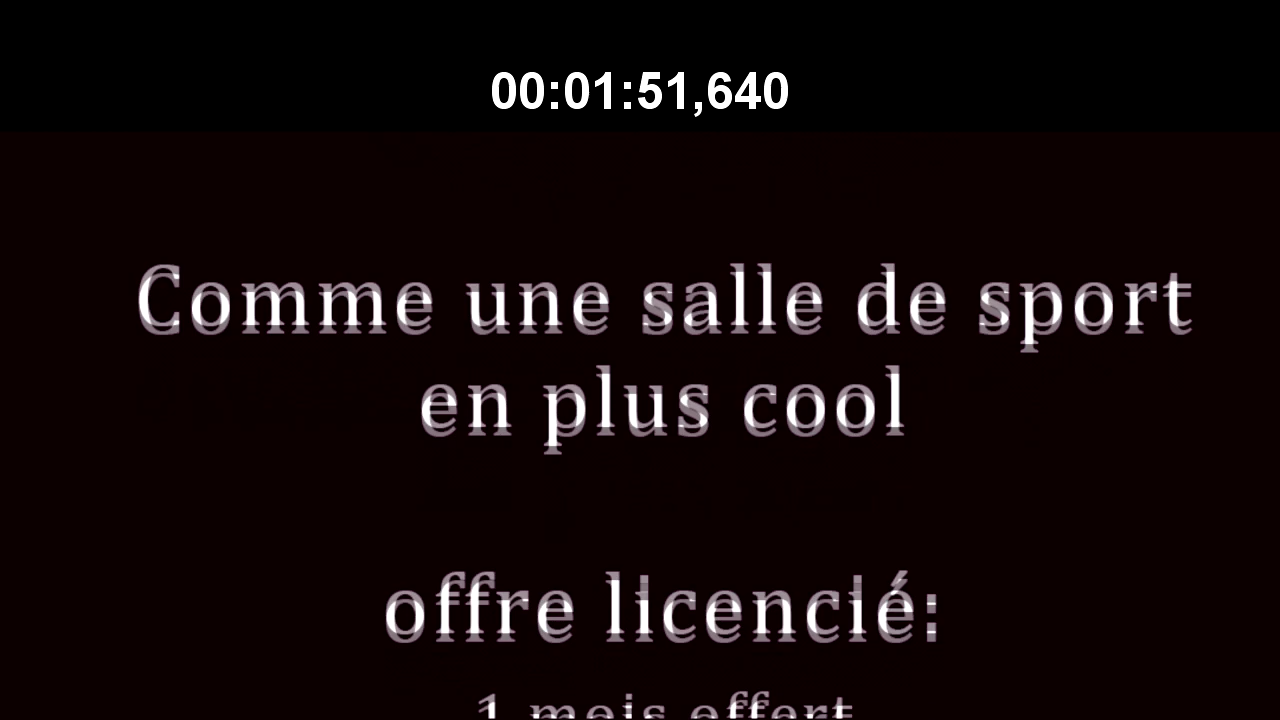 00:01:51,640
Comme une salle de sport
en plus cool
offre licencié:
1 mois offert